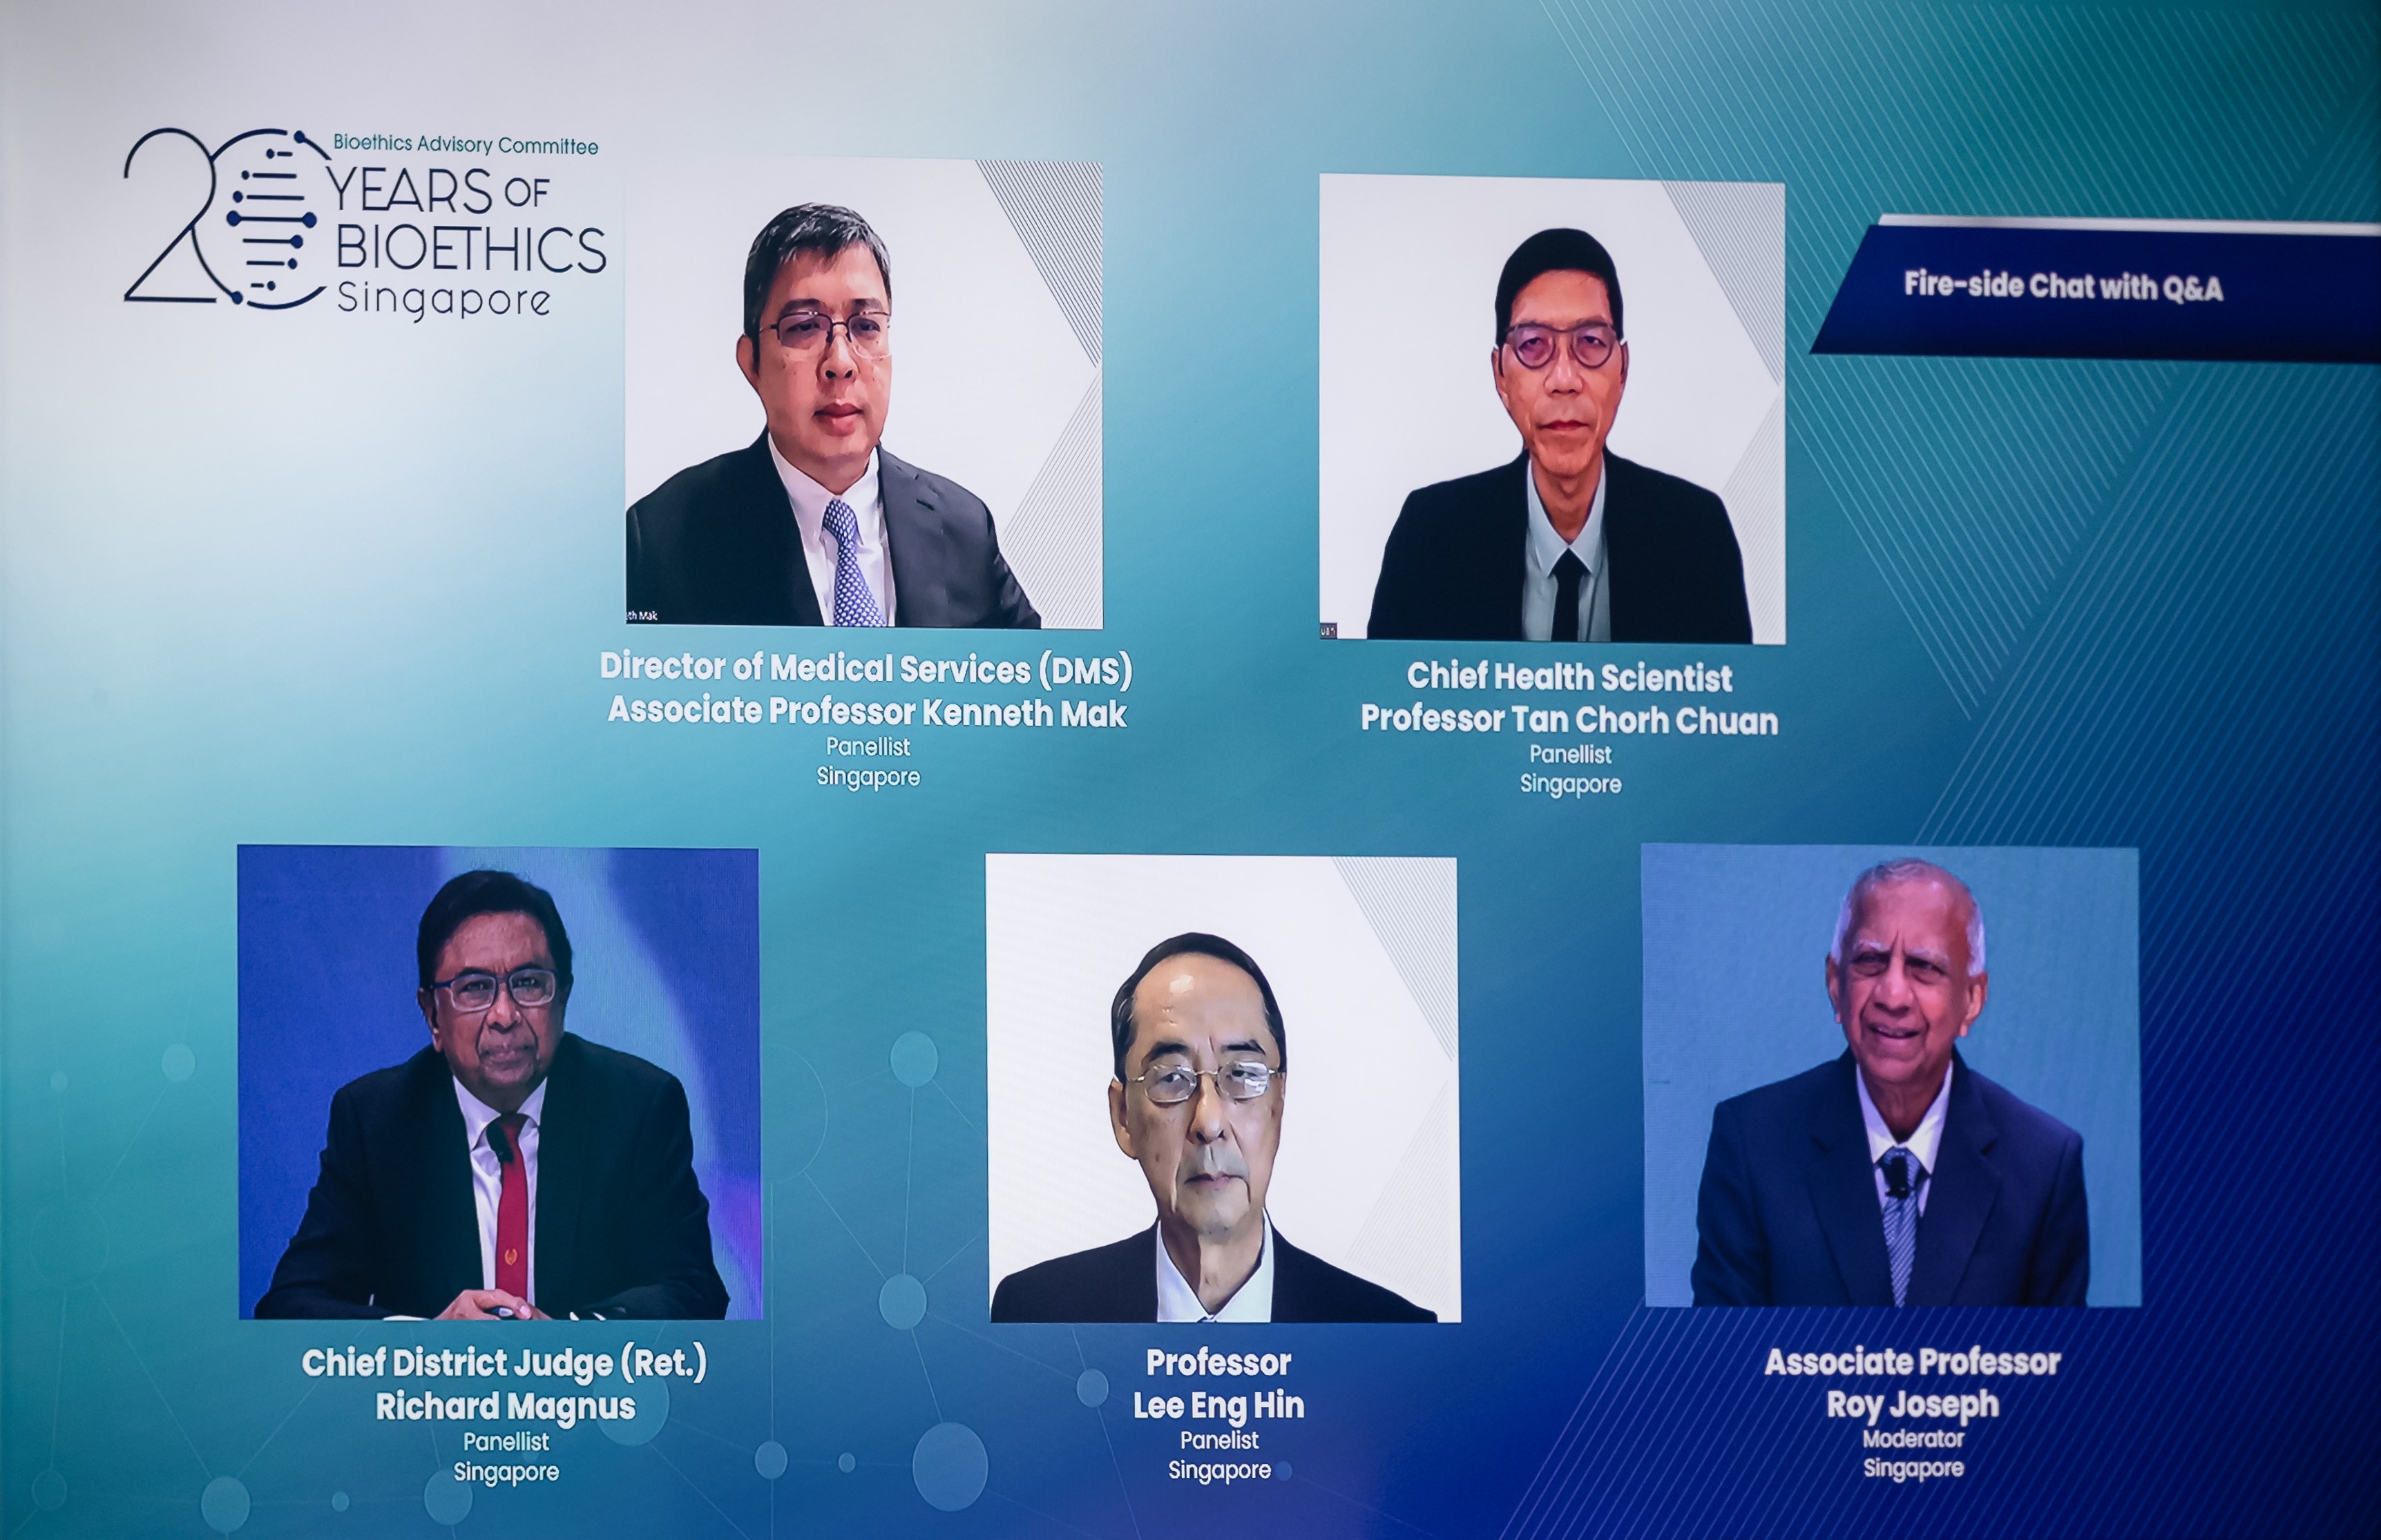 Bioethics Advisory Committee
20 YEARS OF
BIOETHICS
Singapore
Fire-side Chat with Q&A
th Mak
Director of Medical Services (DMS)
Associate Professor Kenneth Mak
Panellist
Singapore
Chief Health Scientist
Professor Tan Chorh Chuan
Panellist
Singapore
Chief District Judge (Ret.)
Richard Magnus
Panellist
Singapore
Professor
Lee Eng Hin
Panelist
Singapore
Associate Professor
Roy Joseph
Moderator
Singapore